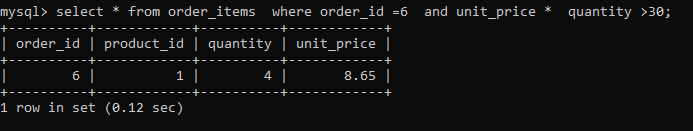 mysql> select * from order_items  where order_id =6  and unit_price *  quantity >30;
+----------+------------+----------+------------+
| order_id | product_id | quantity | unit_price |
+----------+------------+----------+------------+
|        6 |          1 |        4 |       8.65 |
+----------+------------+----------+------------+
1 row in set (0.12 sec)